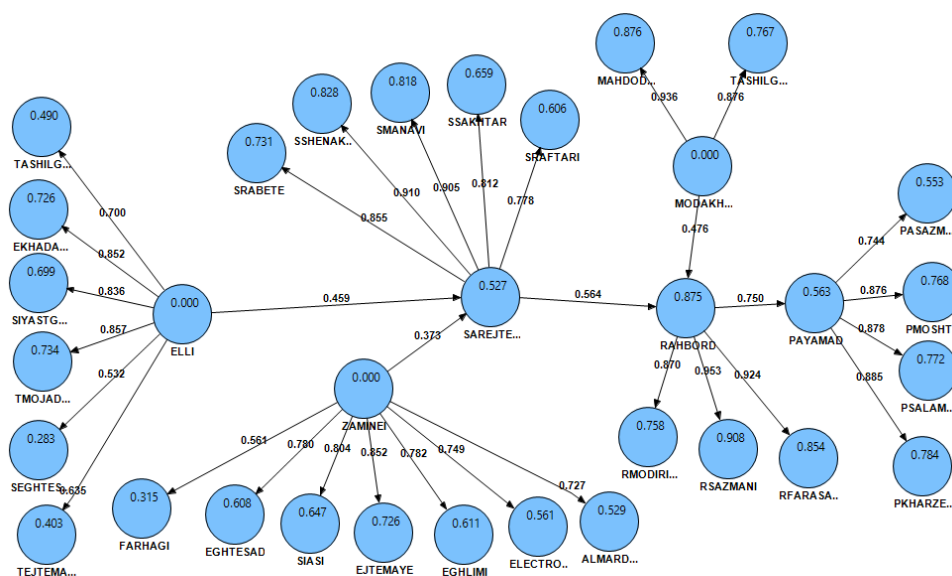 0.876
MAHDOD...
0.767
TASHILG...
0.936
0.876
0.000
MODAKH...
0.476
0.731
SRABETE
0.828
SSHENAK..
0.818
SMANAVI
0.659
SSAKHTAR
0.606
SRAFTARI
0.855
0.910
0.905
0.812
0.778
0.490
TASHILG...
0.726
EKHADA...
0.699
SIYASTG...
0.734
TMOJAD...
0.283
SEGHTES...
0.403
TEJTEMA...
0.700
0.852
0.836
0.857
0.532
0.635
0.000
ELLI
0.459
0.527
SAREJTE...
0.373
0.564
0.875
RAHBORD
0.750
0.563
PAYAMAD
0.744
0.876
0.878
0.885
0.553
PASAZM...
0.768
PMOSHT...
0.772
PSALAM...
0.784
PKHARZE...
0.870
0.953
0.924
0.758
RMODIRI...
0.908
RSAZMANI
0.854
RFARASA..
0.000
ZAMINEI
0.561
0.780
0.804
0.852
0.782
0.749
0.727
0.315
FARHAGI
0.608
EGHTESAD
0.647
SIASI
0.726
EJTEMAYE
0.611
EGHLIMI
0.561
ELECTRO..
0.529
ALMARD...